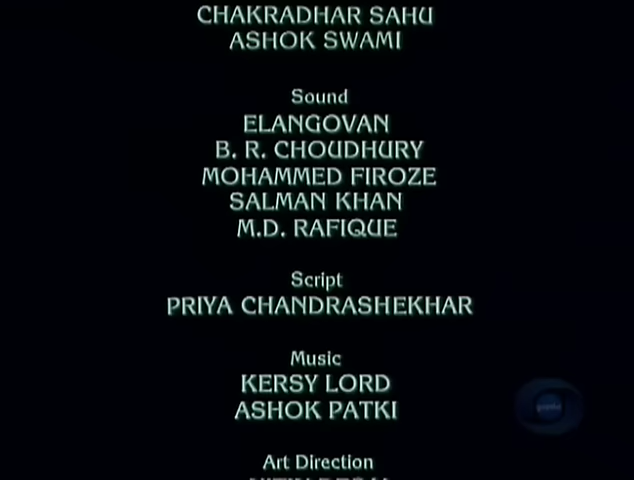 CHAKRADHAR SAHU
ASHOK SWAMI
Sound
ELANGOVAN
B. R. CHOUDHURY
MOHAMMED FIROZE
SALMAN KHAN
M.D. RAFIQUE
Script
PRIYA CHANDRASHEKHAR
Music
KERSY LORD
ASHOK PATKI
Art Direction